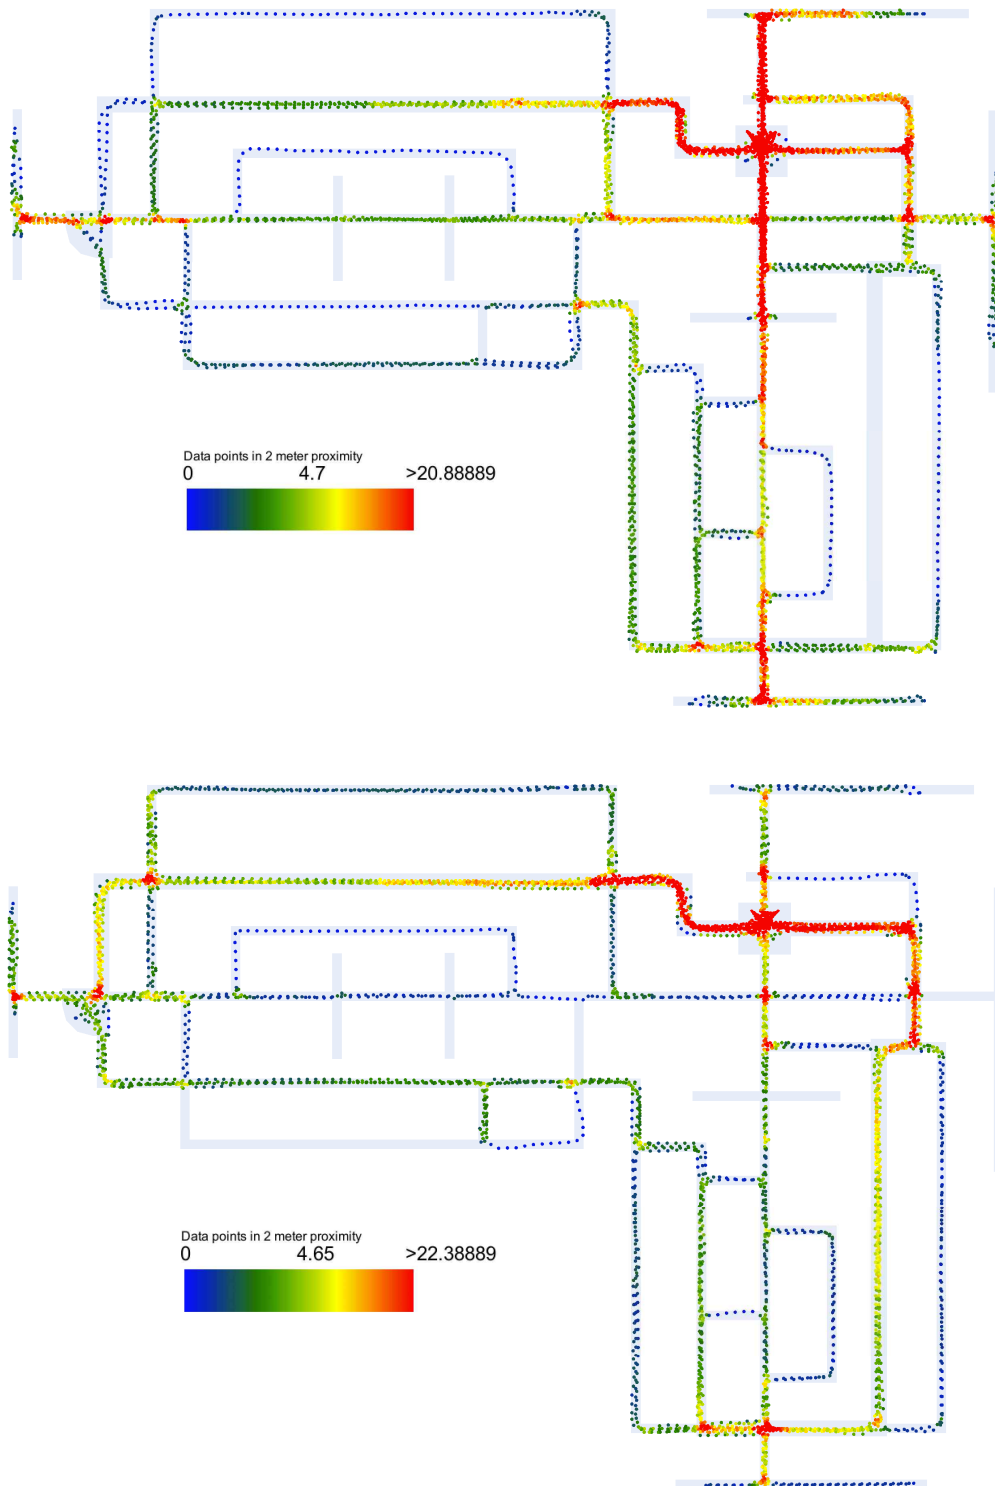 Data points in 2 meter proximity
0 4.7 >20.88889
Data points in 2 meter proximity
0 4.65 >22.38889